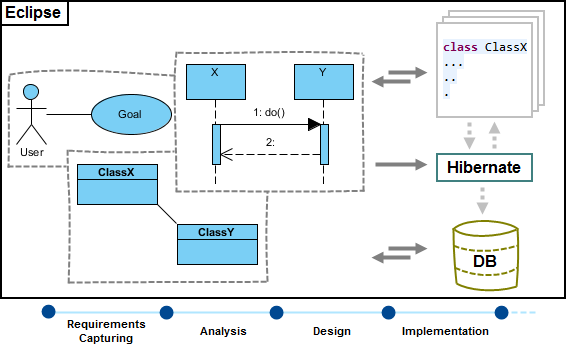 Eclipse
User
Goal
X
Y
1: do()
2:
ClassX
ClassY
class ClassX
...
..
.
Hibernate
DB
Requirements
Capturing
Analysis
Design
Implementation